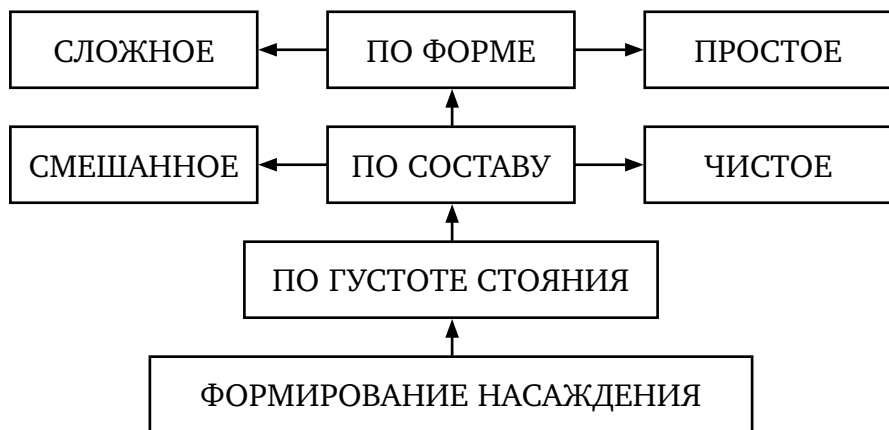 СЛОЖНОЕ
ПО ФОРМЕ
ПРОСТОЕ
СМЕШАННОЕ
ПО СОСТАВУ
ЧИСТОЕ
ПО ГУСТОТЕ СТОЯНИЯ
ФОРМИРОВАНИЕ НАСАЖДЕНИЯ